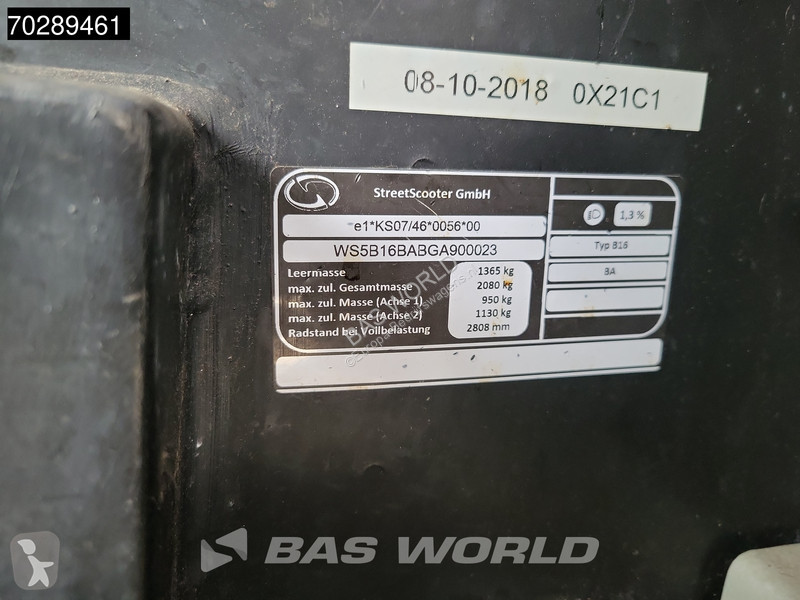 70289461
08-10-2018 0X21C1
StreetScooter GmbH
e1*KS07/46*0056*00
WS5B16BABGA900023
Leermasse 1365 kg
max. zul. Gesamtmasse 2080 kg
max. zul. Masse (Achse 1) 950 kg
max. zul. Masse (Achse 2) 1130 kg
Radstand bei Vollbelastung 2808 mm
1,3 %
Typ B16
BA
BAS WORLD
BAS WORLD